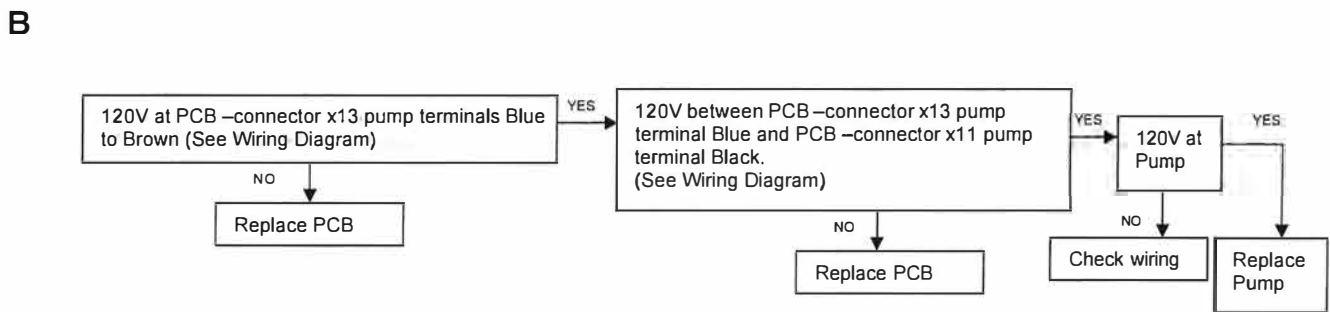 B
120V at PCB –connector x13 pump terminals Blue
to Brown (See Wiring Diagram)
YES
NO
Replace PCB
120V between PCB –connector x13 pump
terminal Blue and PCB –connector x11 pump
terminal Black.
(See Wiring Diagram)
YES
NO
Replace PCB
120V at
Pump
YES
NO
Check wiring
Replace
Pump